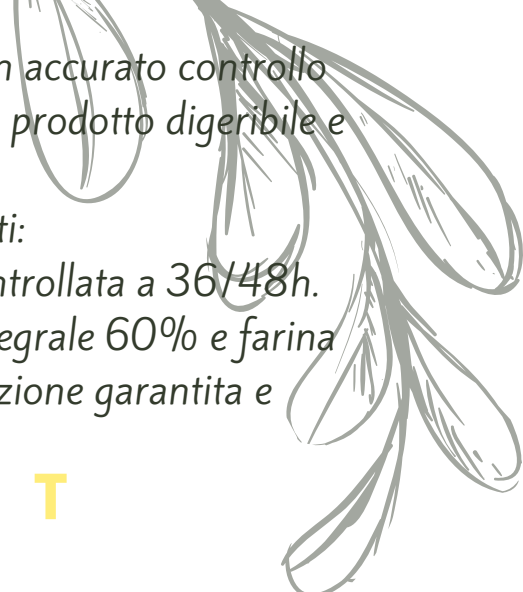 n accurato controllo
prodotto digeribile e
ti:
ntrollata a 36/48h.
egrale 60% e farina
zione garantita e
T